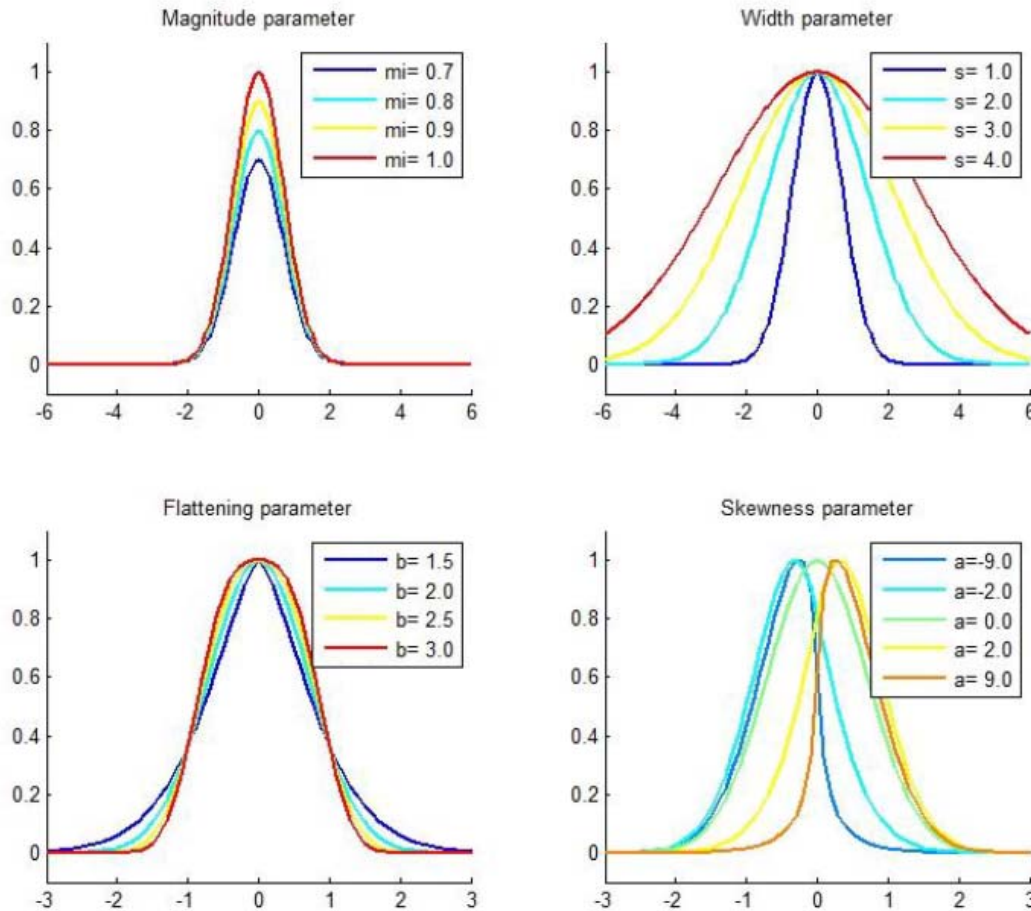 Magnitude parameter
1
0.8
0.6
0.4
0.2
0
-6
-4
-2
0
2
4
6
mi= 0.7
mi= 0.8
mi= 0.9
mi= 1.0
Width parameter
1
0.8
0.6
0.4
0.2
0
-6
-4
-2
0
2
4
6
s= 1.0
s= 2.0
s= 3.0
s= 4.0
Flattening parameter
1
0.8
0.6
0.4
0.2
0
-3
-2
-1
0
1
2
3
b= 1.5
b= 2.0
b= 2.5
b= 3.0
Skewness parameter
1
0.8
0.6
0.4
0.2
0
-3
-2
-1
0
1
2
3
a=-9.0
a=-2.0
a= 0.0
a= 2.0
a= 9.0